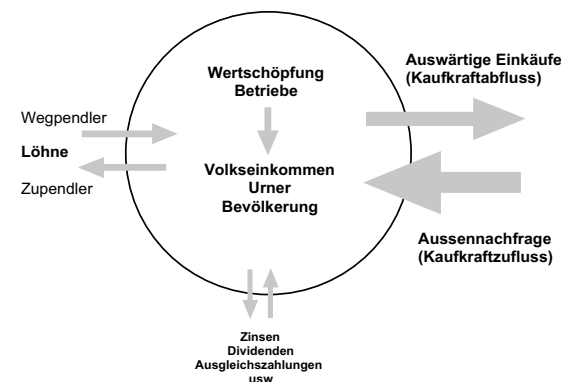 Wertschöpfung
Betriebe
Auswärtige Einkäufe
(Kaufkraftabfluss)
Wegpendler
Löhne
Zupendler
Volkseinkommen
Urner
Bevölkerung
Aussennachfrage
(Kaufkraftzufluss)
Zinsen
Dividenden
Ausgleichszahlungen
usw